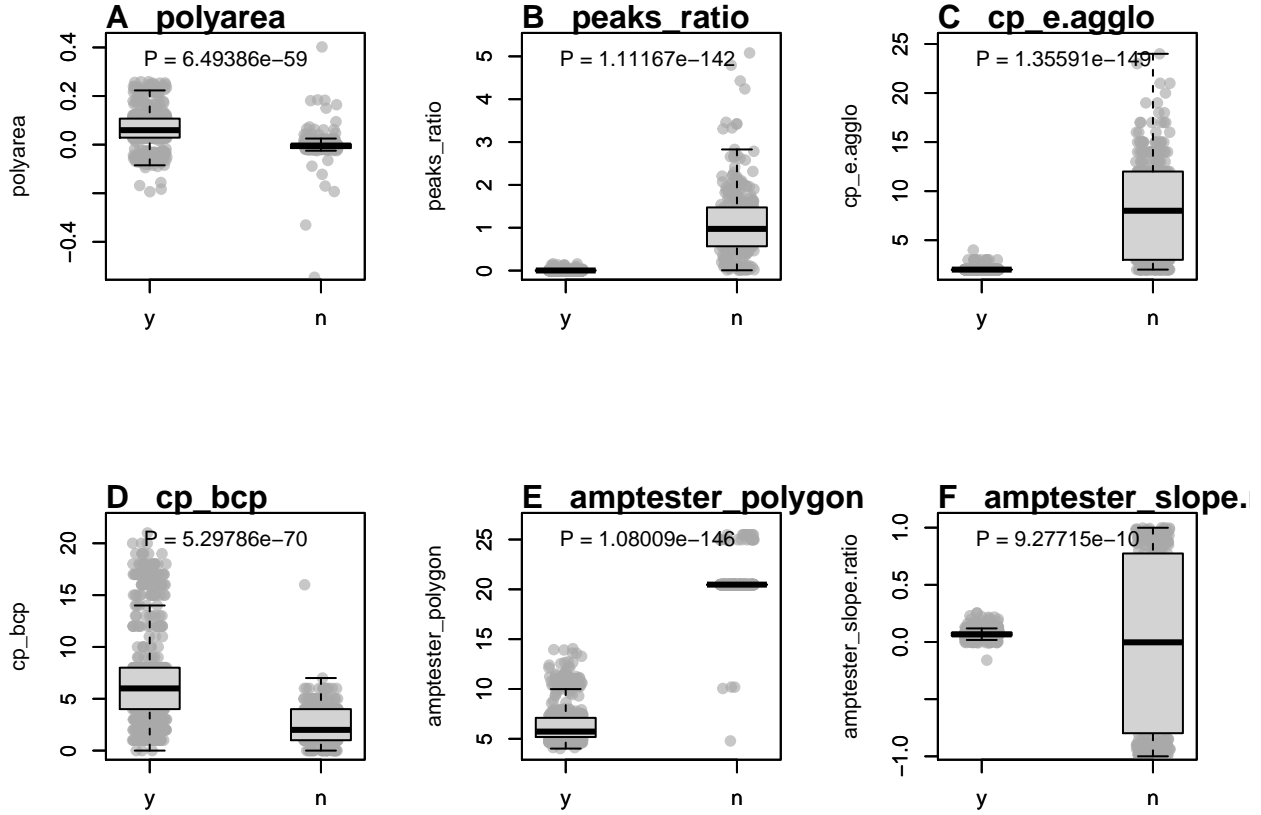 A polyarea
P = 6.49386e−59
polyarea
0.4
0.2
0.0
−0.4
y n
B peaks_ratio
P = 1.11167e−142
peaks_ratio
5
4
3
2
1
0
y n
C cp_e.agglo
P = 1.35591e−149
cp_e.agglo
25
20
15
10
5
y n
D cp_bcp
P = 5.29786e−70
cp_bcp
20
15
10
5
0
y n
E amptester_polygon
P = 1.08009e−146
amptester_polygon
25
20
15
10
5
y n
F amptester_slope.
P = 9.27715e−10
amptester_slope.ratio
1.0
0.5
0.0
−1.0
y n